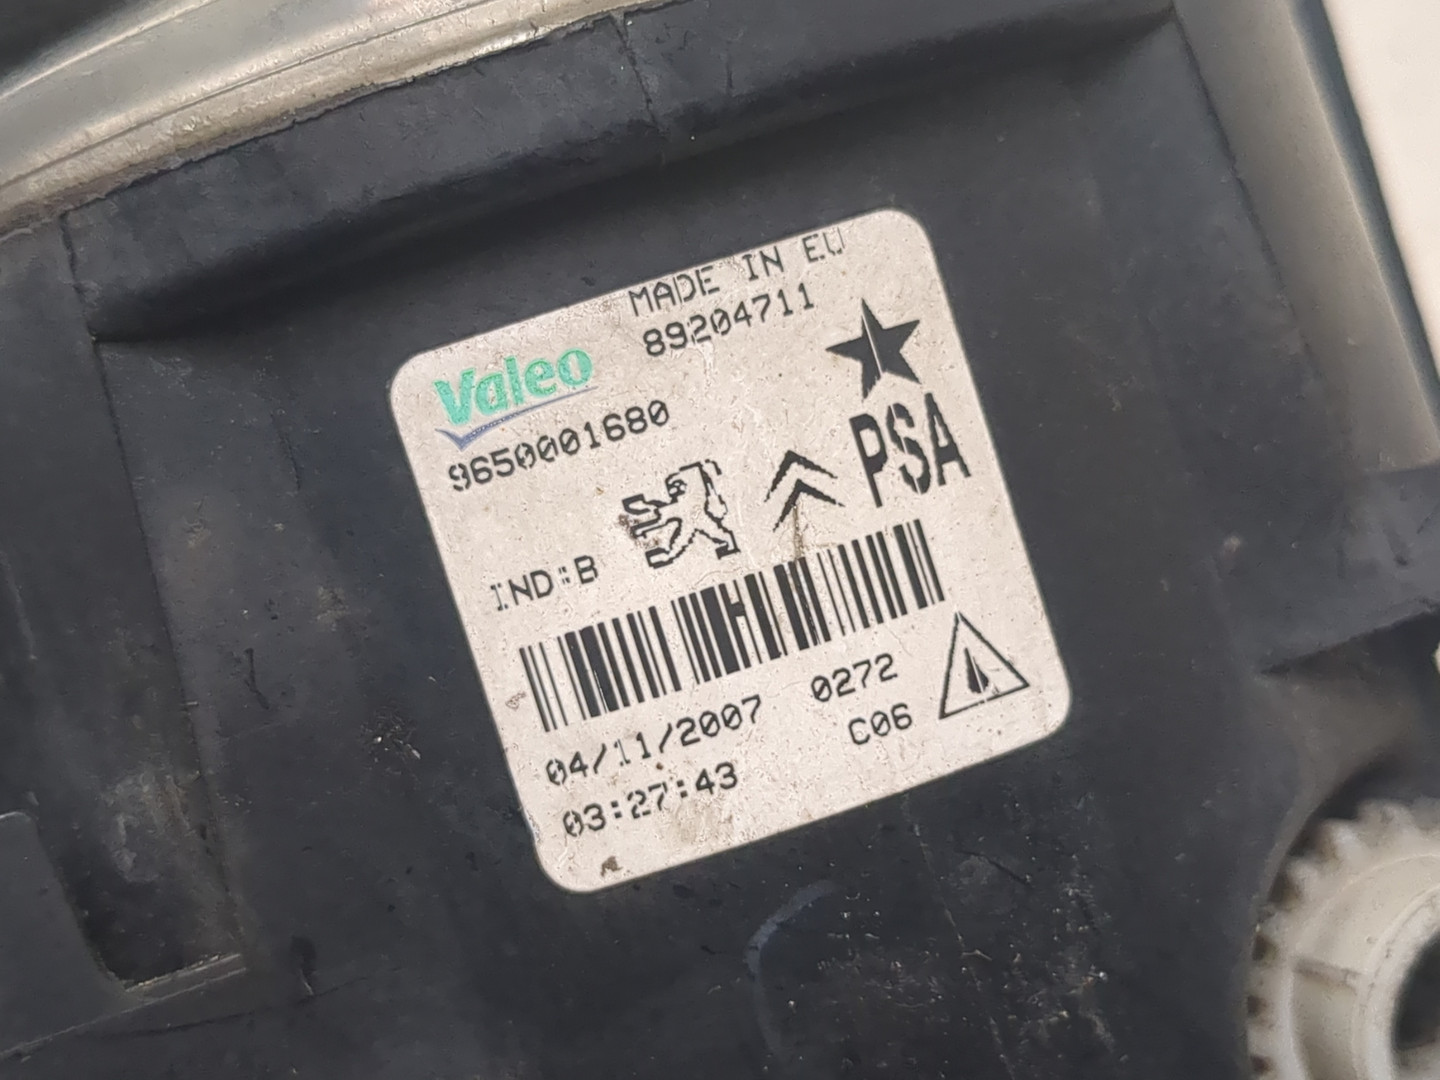 MADE IN EU
89204711
Valeo
9650001680
PSA
IND:B
04/11/2007 0272
03:27:43 C06